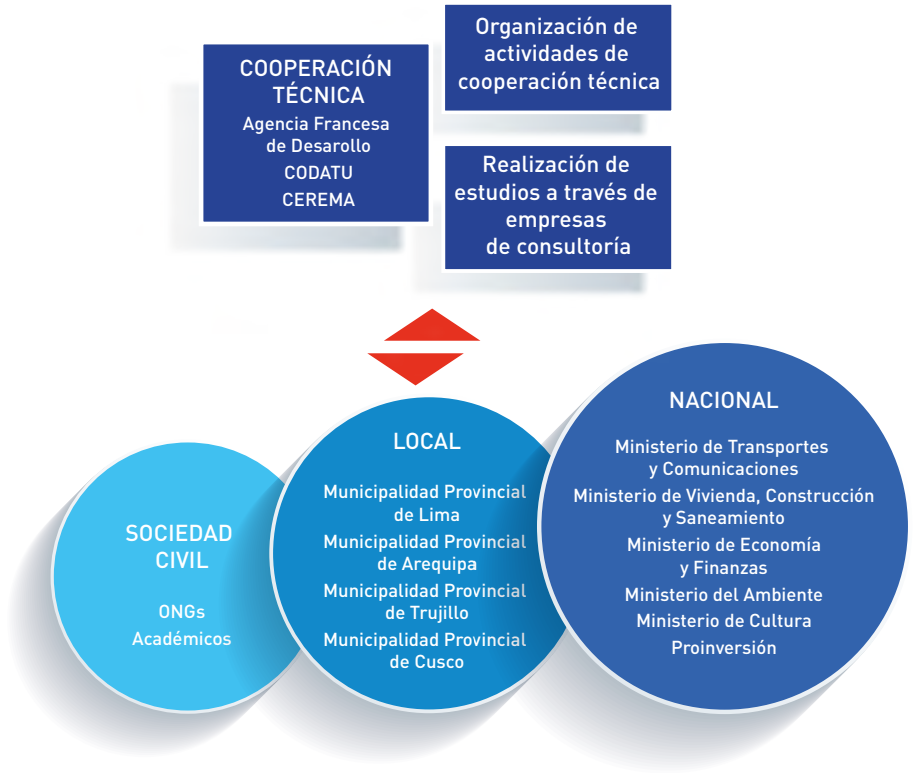 COOPERACIÓN
TÉCNICA
Agencia Francesa
de Desarollo
CODATU
CEREMA
Organización de
actividades de
cooperación técnica
Realización de
estudios a través de
empresas
de consultoría
SOCIEDAD
CIVIL
ONGs
Académicos
LOCAL
Municipalidad Provincial
de Lima
Municipalidad Provincial
de Arequipa
Municipalidad Provincial
de Trujillo
Municipalidad Provincial
de Cusco
NACIONAL
Ministerio de Transportes
y Comunicaciones
Ministerio de Vivienda, Construcción
y Saneamiento
Ministerio de Economía
y Finanzas
Ministerio del Ambiente
Ministerio de Cultura
Proinversión